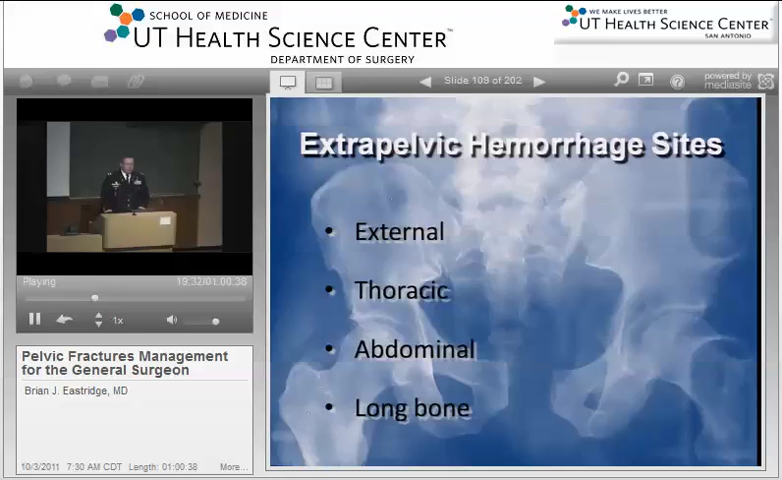 SCHOOL OF MEDICINE
UT HEALTH SCIENCE CENTER™
DEPARTMENT OF SURGERY
WE MAKE LIVES BETTER
UT HEALTH SCIENCE CENTER
SAN ANTONIO
Slide 109 of 202
powered by
mediasite
Extrapelvic Hemorrhage Sites
• External
• Thoracic
• Abdominal
• Long bone
Playing
19:32/01:00:38
1x
Pelvic Fractures Management
for the General Surgeon
Brian J. Eastridge, MD
10/3/2011 7:30 AM CDT Length: 01:00:38 More...